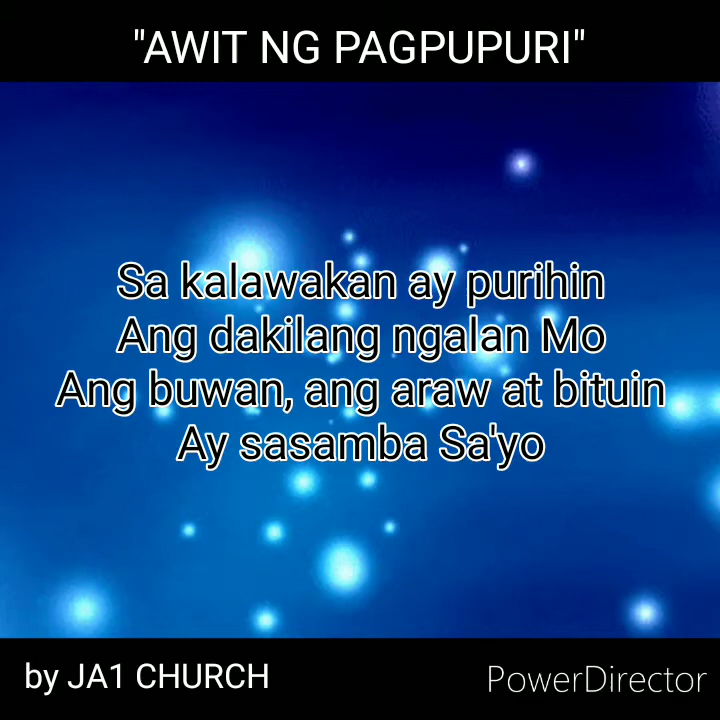 "AWIT NG PAGPUPURI"
Sa kalawakan ay purihin
Ang dakilang ngalan Mo
Ang buwan, ang araw at bituin
Ay sasamba Sa'yo
by JA1 CHURCH
PowerDirector